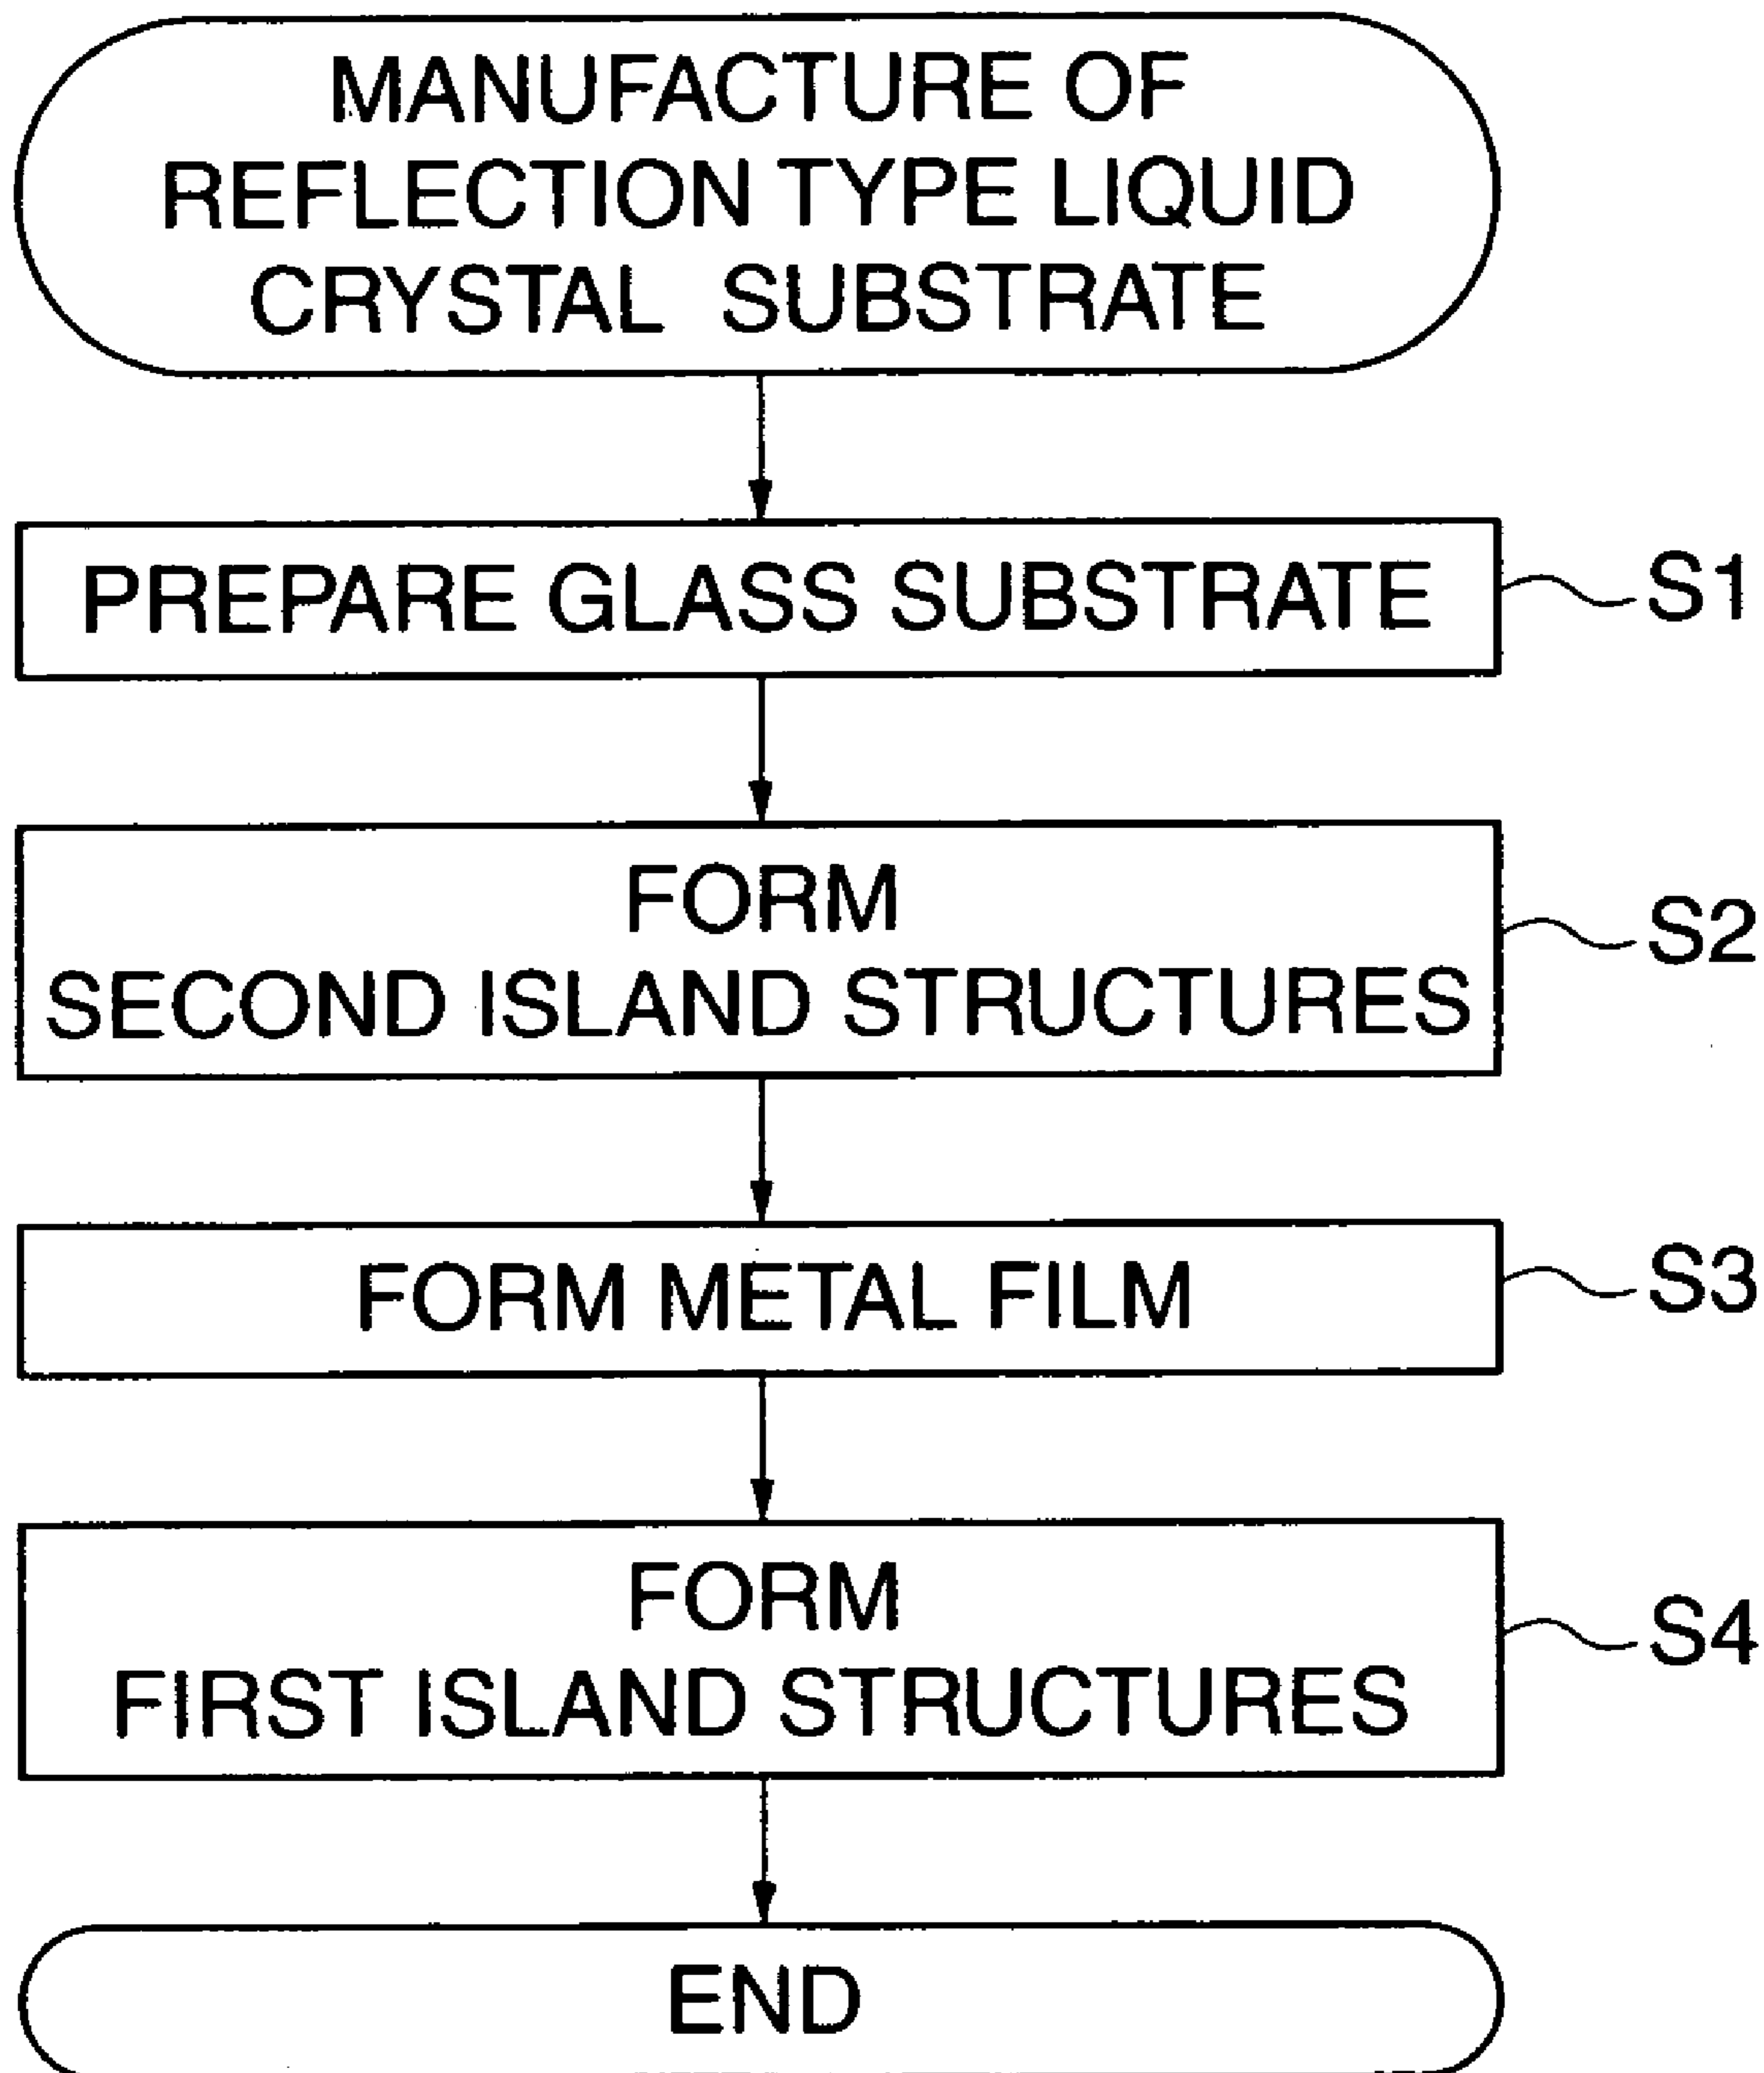 MANUFACTURE OF
REFLECTION TYPE LIQUID
CRYSTAL SUBSTRATE
PREPARE GLASS SUBSTRATE
S1
FORM
SECOND ISLAND STRUCTURES
S2
FORM METAL FILM
S3
FORM
FIRST ISLAND STRUCTURES
S4
END